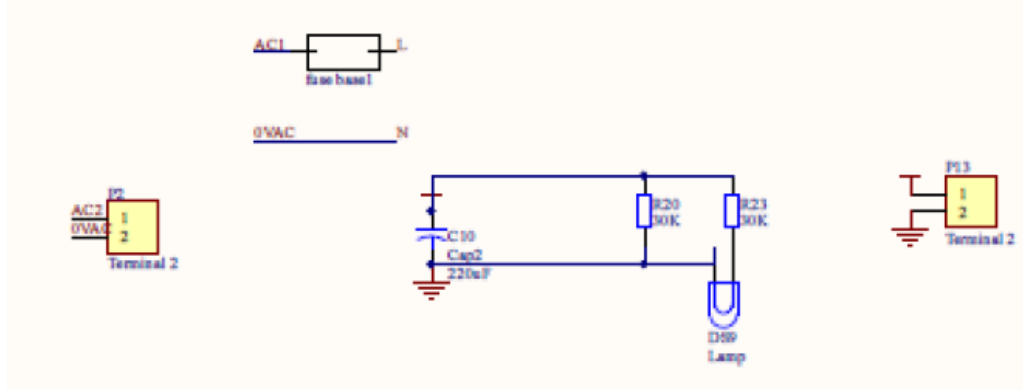 AC1
L
fuse base1
0VAC
N
P2
AC2
1
0VAC
2
Terminal 2
R20
30K
R23
30K
C10
Cap2
220uF
D59
Lamp
P13
1
2
Terminal 2